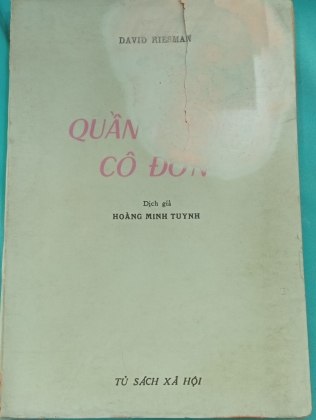 DAVID RIESMAN
QUẦN
CÔ ĐƠN
Dịch giả
HOÀNG MINH TUYNH
TỦ SÁCH XÃ HỘI